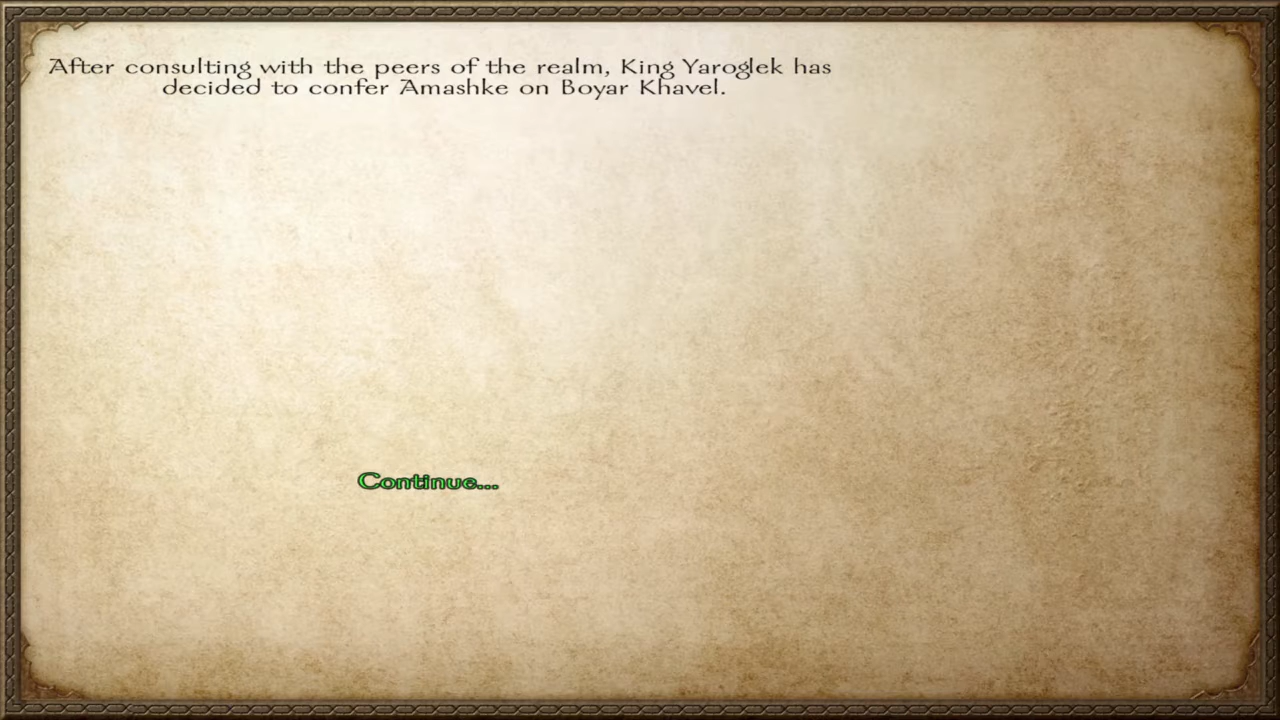 After consulting with the peers of the realm, King Yaroglek has
decided to confer Amashke on Boyar Khavel.
Continue...